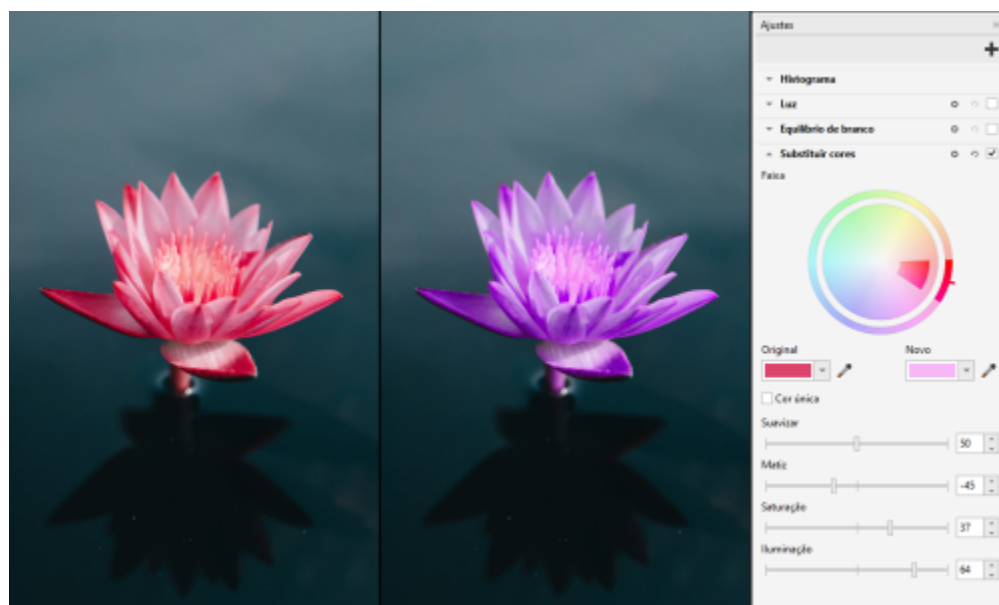 Ajustes
Histograma
Luz
Equilíbrio de branco
Substituir cores
Faixa
Original Novo
Cor única
Suavizar
50
Matiz
-45
Saturação
37
Iluminação
64